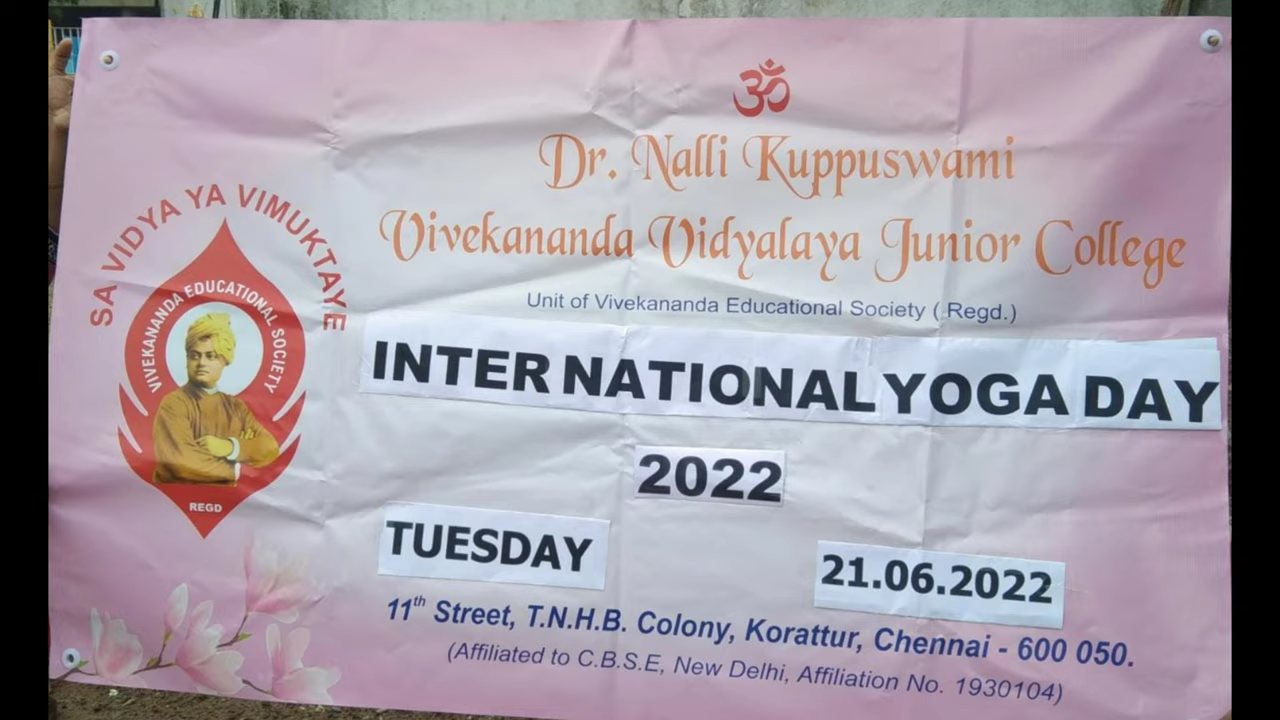 ॐ
Dr. Nalli Kuppuswami
Vivekananda Vidyalaya Junior College
Unit of Vivekananda Educational Society ( Regd.)
SA VIDYA YA VIMUKTAYE
VIVEKANANDA EDUCATIONAL SOCIETY
REGD
INTER NATIONAL YOGA DAY
2022
TUESDAY 21.06.2022
11th Street, T.N.H.B. Colony, Korattur, Chennai - 600 050.
(Affiliated to C.B.S.E, New Delhi, Affiliation No. 1930104)